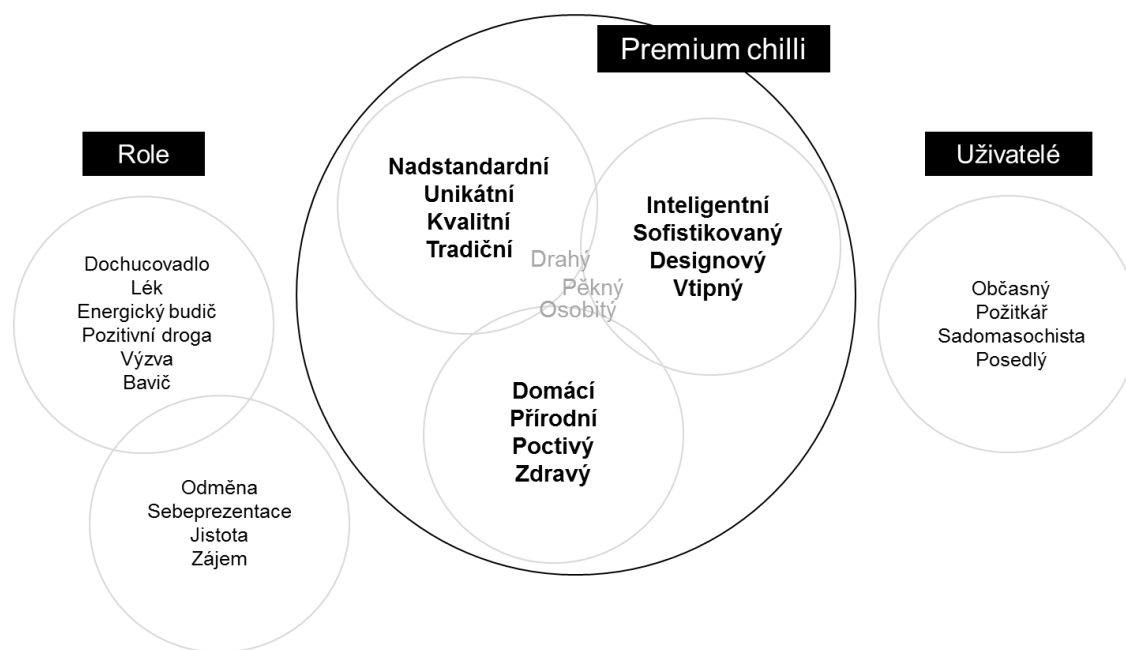 Premium chilli
Role
Dochucovadlo
Lék
Energický budič
Pozitivní droga
Výzva
Bavič
Odměna
Sebeprezentace
Jistota
Zájem
Nadstandardní
Unikátní
Kvalitní
Tradiční
Inteligentní
Sofistikovaný
Designový
Vtipný
Drahý
Pěkný
Osobitý
Domácí
Přírodní
Poctivý
Zdravý
Uživatelé
Občasný
Požitkář
Sadomasochista
Posedlý